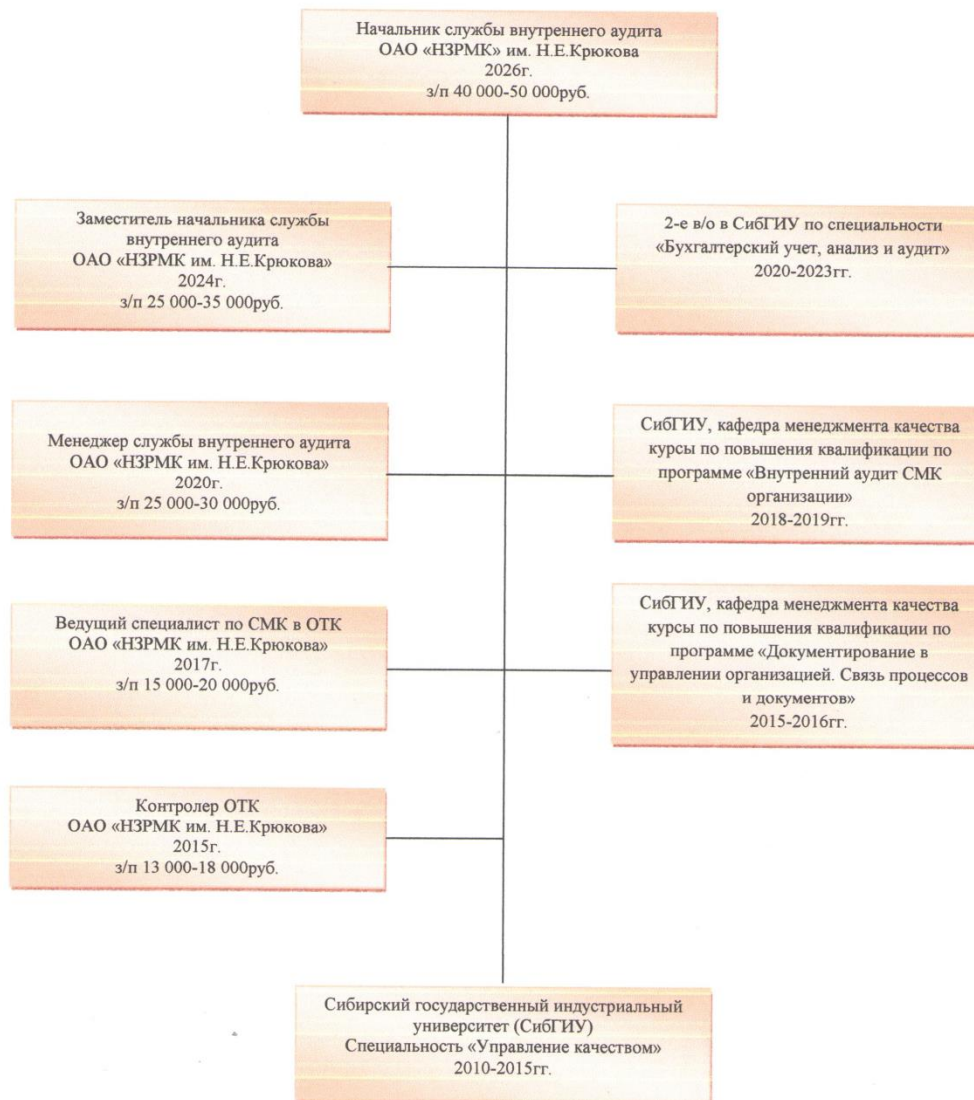 Начальник службы внутреннего аудита
ОАО «НЗРМК» им. Н.Е.Крюкова
2026г.
з/п 40 000-50 000руб.
Заместитель начальника службы
внутреннего аудита
ОАО «НЗРМК им. Н.Е.Крюкова»
2024г.
з/п 25 000-35 000руб.
2-е в/о в СибГИУ по специальности
«Бухгалтерский учет, анализ и аудит»
2020-2023гг.
Менеджер службы внутреннего аудита
ОАО «НЗРМК им. Н.Е.Крюкова»
2020г.
з/п 25 000-30 000руб.
СибГИУ, кафедра менеджмента качества
курсы по повышения квалификации по
программе «Внутренний аудит СМК
организации»
2018-2019гг.
Ведущий специалист по СМК в ОТК
ОАО «НЗРМК им. Н.Е.Крюкова»
2017г.
з/п 15 000-20 000руб.
СибГИУ, кафедра менеджмента качества
курсы по повышения квалификации по
программе «Документирование в
управлении организацией. Связь процессов
и документов»
2015-2016гг.
Контролер ОТК
ОАО «НЗРМК им. Н.Е.Крюкова»
2015г.
з/п 13 000-18 000руб.
Сибирский государственный индустриальный
университет (СибГИУ)
Специальность «Управление качеством»
2010-2015гг.